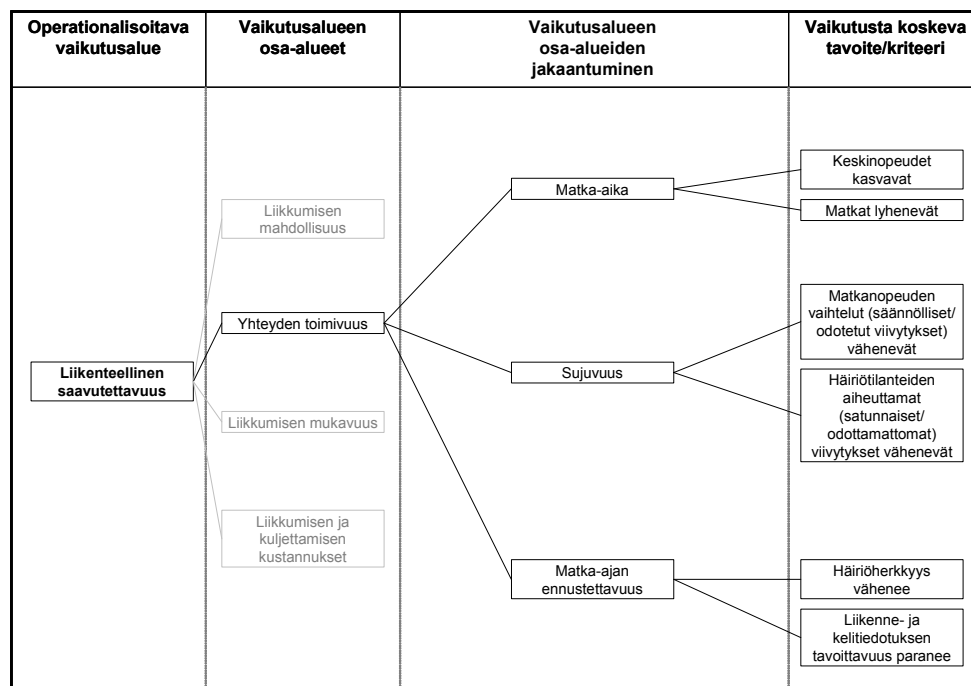 Operationalisoitava
vaikutusalue
Vaikutusalueen
osa-alueet
Vaikutusalueen
osa-alueiden
jakaantuminen
Vaikutusta koskeva
tavoite/kriteeri
Liikenteellinen
saavutettavuus
Liikkumisen
mahdollisuus
Yhteyden toimivuus
Liikkumisen mukavuus
Liikkumisen ja
kuljettamisen
kustannukset
Matka-aika
Sujuvuus
Matka-ajan
ennustettavuus
Keskinopeudet
kasvavat
Matkat lyhenevät
Matkanopeuden
vaihtelut (säännölliset/
odotetut viivytykset)
vähenevät
Häiriötilanteiden
aiheuttamat
(satunnaiset/
odottamattomat)
viivytykset vähenevät
Häiriöherkkyys
vähenee
Liikenne- ja
kelitiedotuksen
tavoittavuus paranee